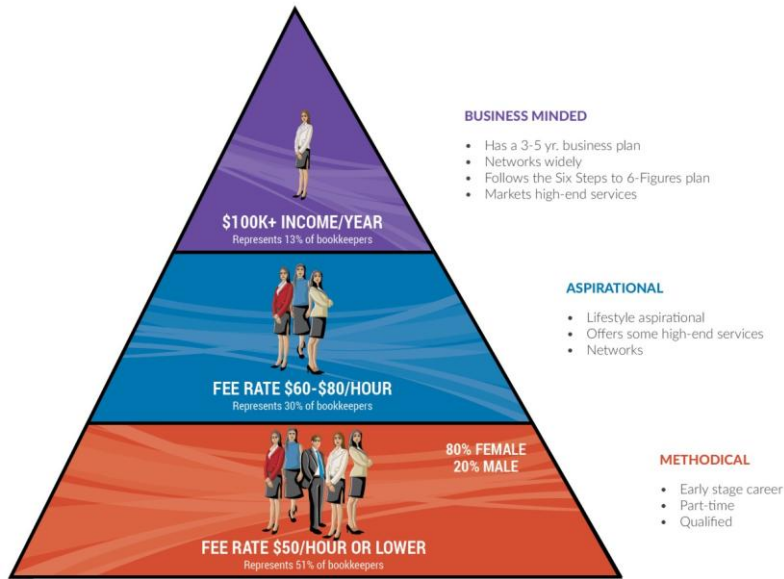 BUSINESS MINDED
• Has a 3-5 yr. business plan
• Networks widely
• Follows the Six Steps to 6-Figures plan
• Markets high-end services
$100K+ INCOME/YEAR
Represents 13% of bookkeepers
ASPIRATIONAL
• Lifestyle aspirational
• Offers some high-end services
• Networks
FEE RATE $60-$80/HOUR
Represents 30% of bookkeepers
80% FEMALE
20% MALE
METHODICAL
• Early stage career
• Part-time
• Qualified
FEE RATE $50/HOUR OR LOWER
Represents 51% of bookkeepers